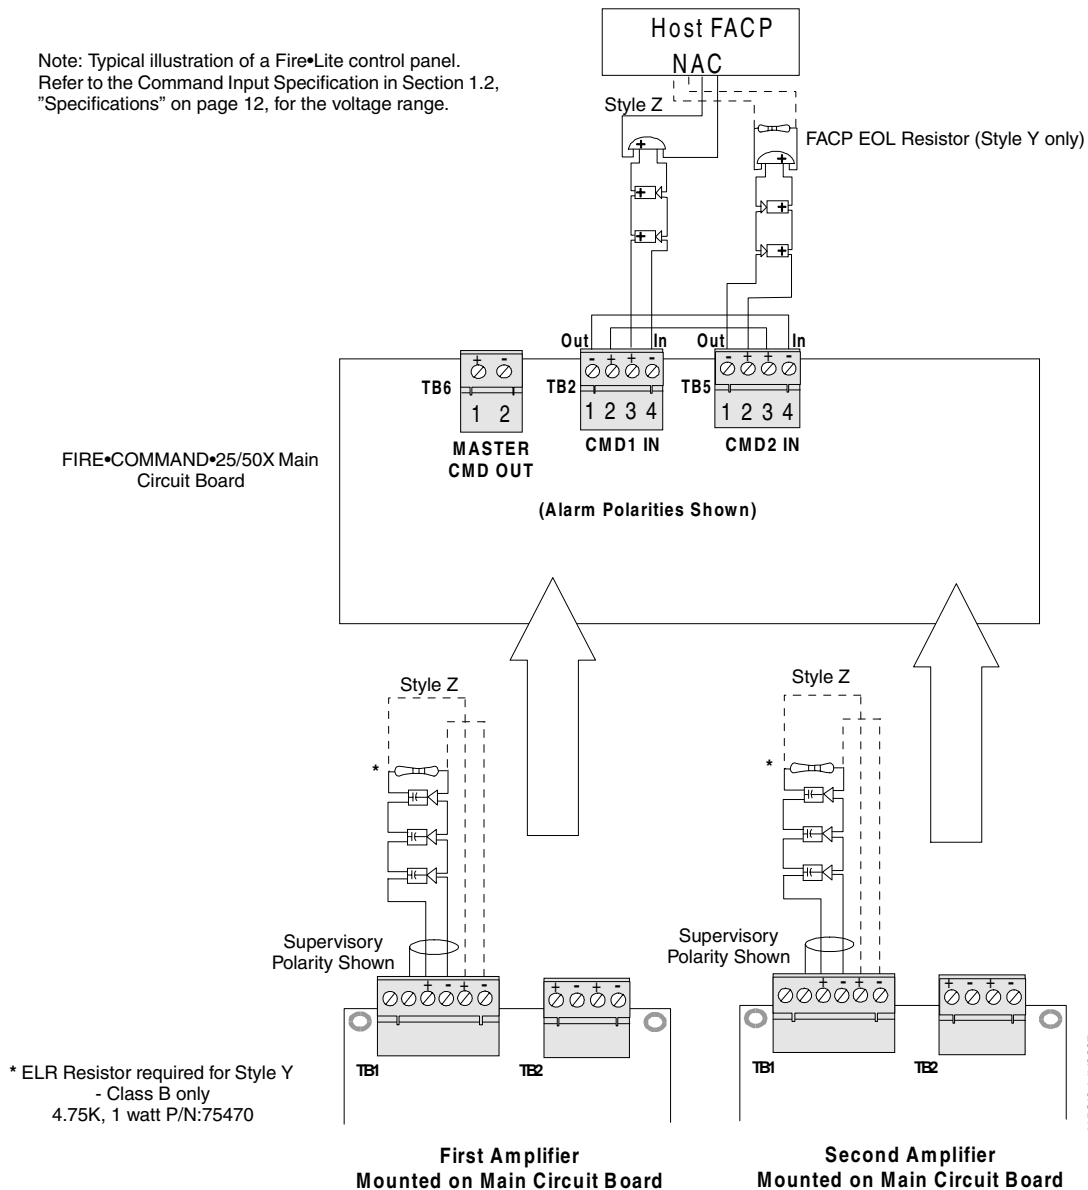 Host FACP
NAC
Note: Typical illustration of a Fire•Lite control panel.
Refer to the Command Input Specification in Section 1.2,
”Specifications” on page 12, for the voltage range.
Style Z
FACP EOL Resistor (Style Y only)
+ +
+ +
+ +
Out In Out In
+ - - + + - - + + -
TB6 TB2 TB5
1 2 1 2 3 4 1 2 3 4
MASTER
CMD OUT
CMD1 IN
CMD2 IN
FIRE•COMMAND•25/50X Main
Circuit Board
(Alarm Polarities Shown)
Style Z
Style Z
*
*
Supervisory
Polarity Shown
Supervisory
Polarity Shown
+ - + - + - + -
+ - + - + - + -
TB1 TB2
TB1 TB2
* ELR Resistor required for Style Y
- Class B only
4.75K, 1 watt P/N:75470
First Amplifier
Mounted on Main Circuit Board
Second Amplifier
Mounted on Main Circuit Board